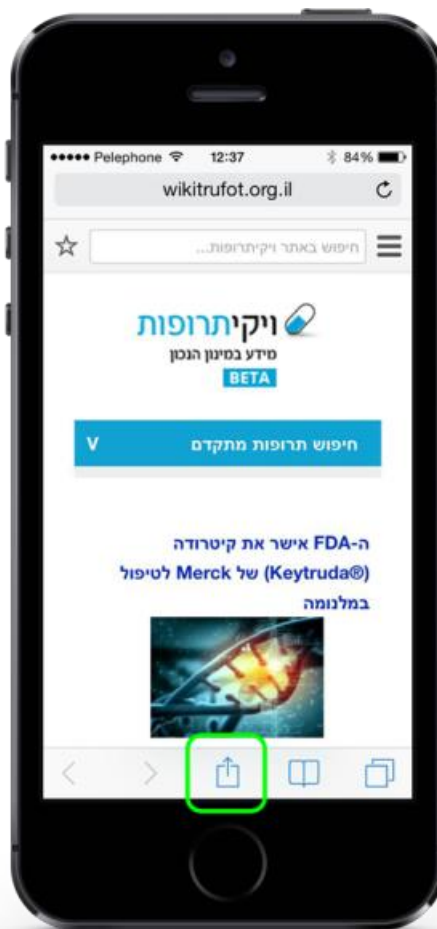 Pelephone 12:37 84%
wikitrufot.org.il
חיפוש באתר ויקיתרופות...
ויקיתרופות
מידע במינון הנכון
BETA
חיפוש תרופות מתקדם V
ה-FDA אישר את קיטרודה
(Keytruda®) של Merck לטיפול
במלנומה